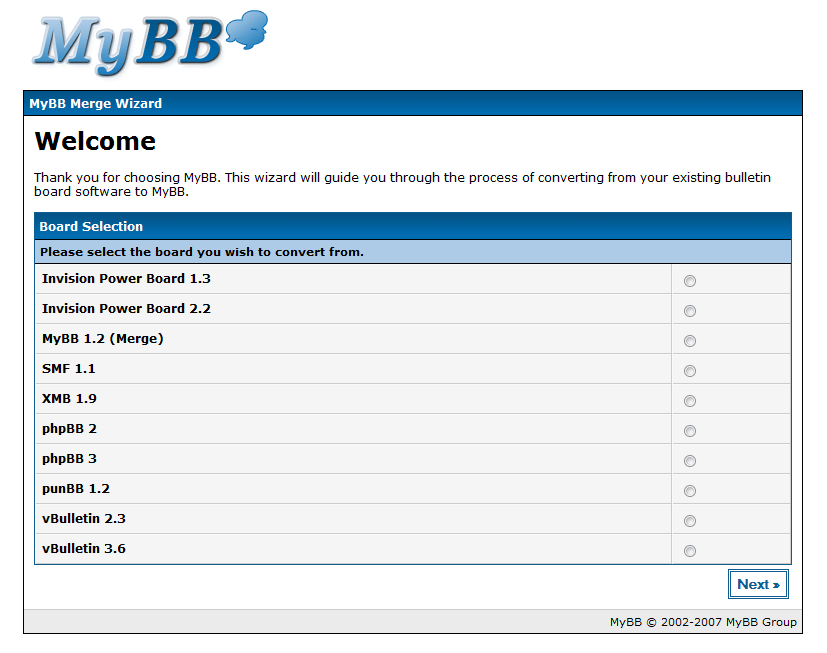 MyBB
MyBB Merge Wizard
Welcome
Thank you for choosing MyBB. This wizard will guide you through the process of converting from your existing bulletin
board software to MyBB.
Board Selection
Please select the board you wish to convert from.
Invision Power Board 1.3
Invision Power Board 2.2
MyBB 1.2 (Merge)
SMF 1.1
XMB 1.9
phpBB 2
phpBB 3
punBB 1.2
vBulletin 2.3
vBulletin 3.6
Next »
MyBB © 2002-2007 MyBB Group